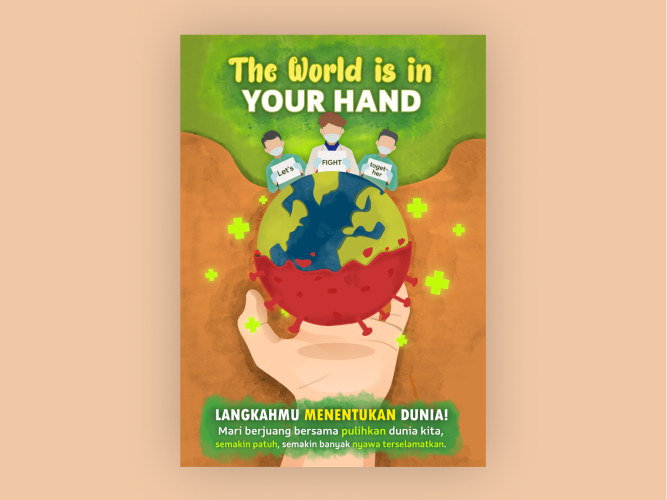 The World is in
YOUR HAND
Let's
FIGHT
toget-
her
LANGKAHMU MENENTUKAN DUNIA!
Mari berjuang bersama pulihkan dunia kita,
semakin patuh, semakin banyak nyawa terselamatkan.